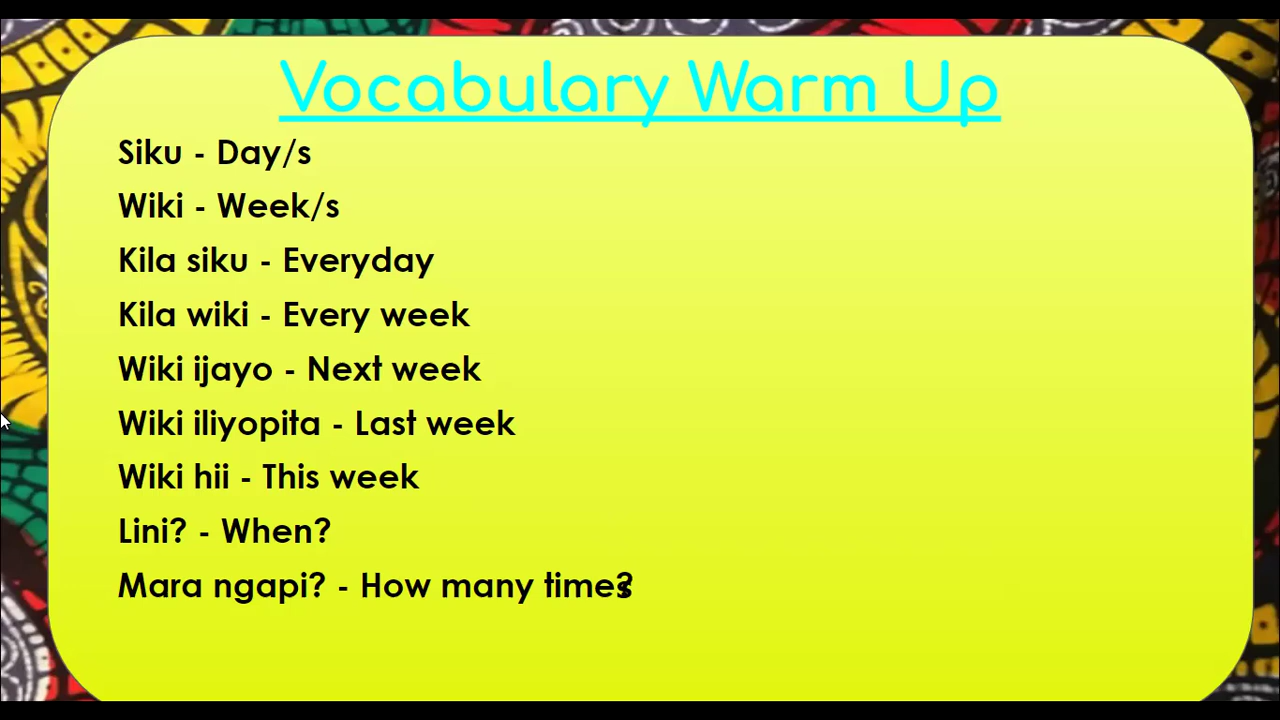 Vocabulary Warm Up
Siku - Day/s
Wiki - Week/s
Kila siku - Everyday
Kila wiki - Every week
Wiki ijayo - Next week
Wiki iliyopita - Last week
Wiki hii - This week
Lini? - When?
Mara ngapi? - How many times?